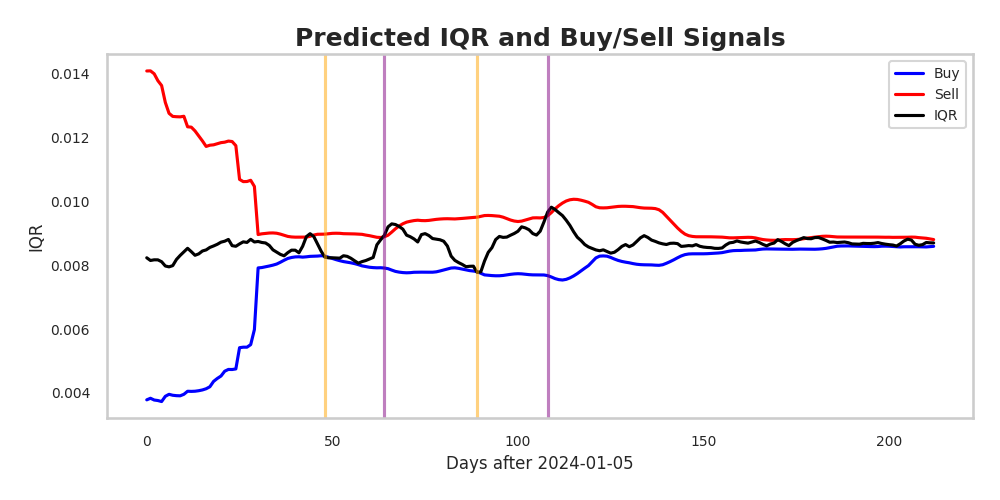 Predicted IQR and Buy/Sell Signals
0.014
0.012
0.010
0.008
0.006
0.004
IQR
Buy
Sell
IQR
0
50
100
150
200
Days after 2024-01-05